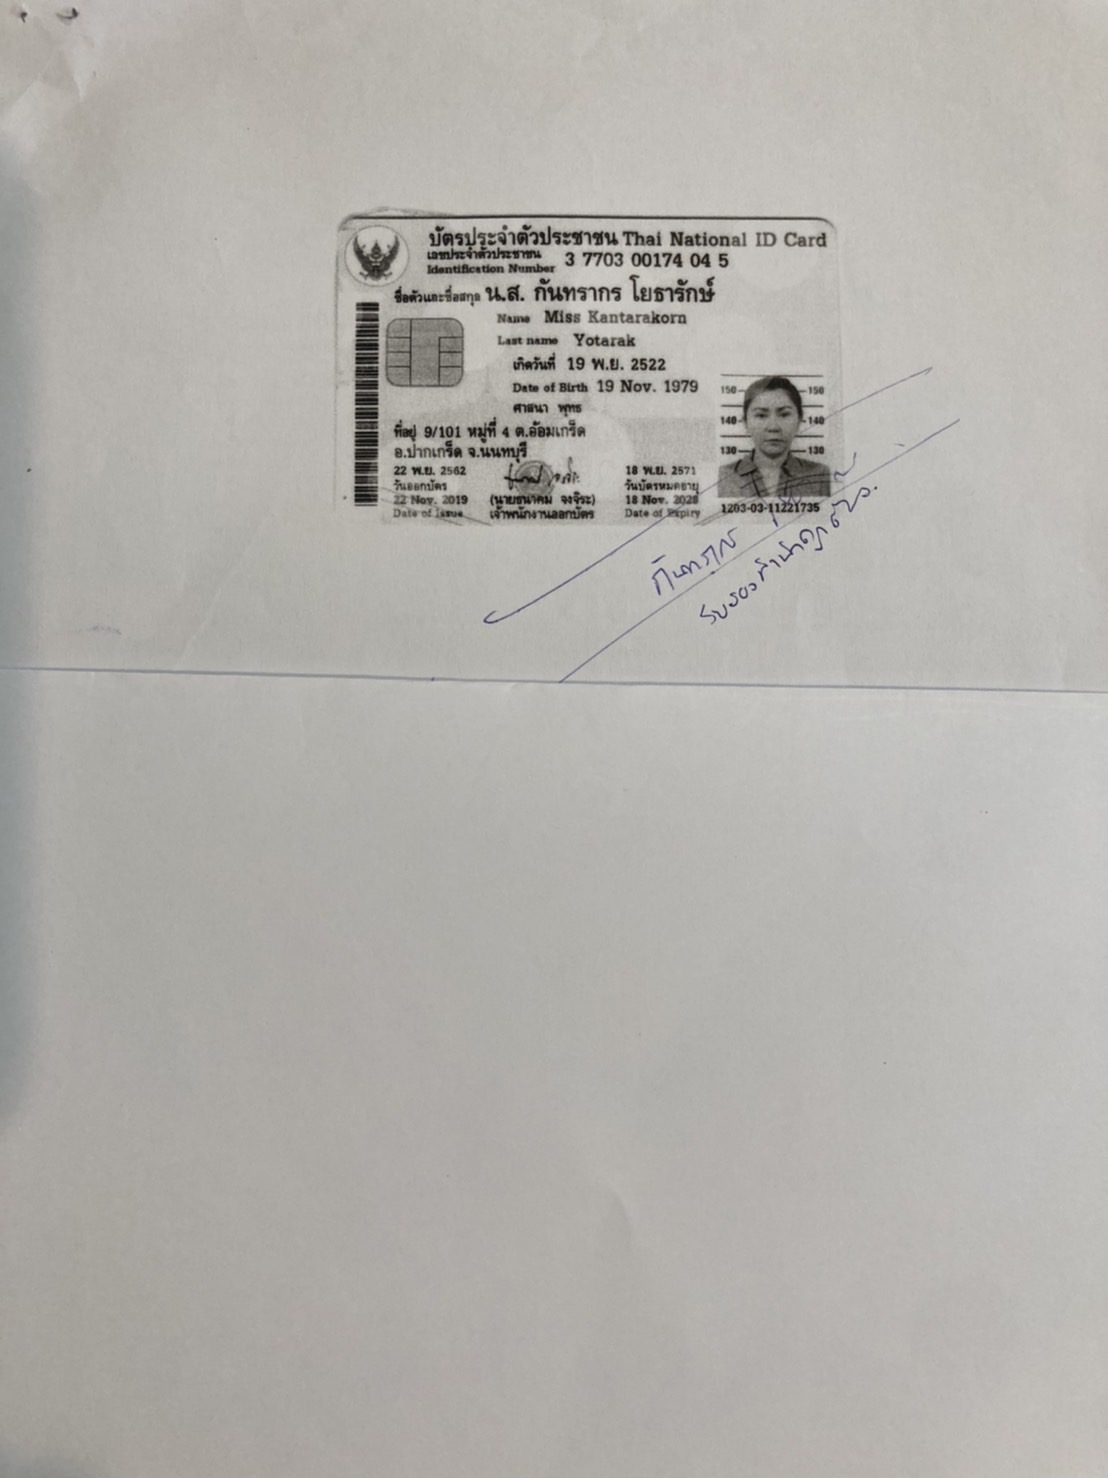 บัตรประจำตัวประชาชน Thai National ID Card
เลขประจำตัวประชาชน
Identification Number 3 7703 00174 04 5
ชื่อตัวและชื่อสกุล น.ส. กันทรากร โยธารักษ์
Name Miss Kantarakorn
Last name Yotarak
เกิดวันที่ 19 พ.ย. 2522
Date of Birth 19 Nov. 1979
ศาสนา พุทธ
ที่อยู่ 9/101 หมู่ที่ 4 ต.อ้อมเกร็ด
อ.ปากเกร็ด จ.นนทบุรี
22 พ.ย. 2562
วันออกบัตร
22 Nov. 2019
Date of Issue
(นายธนาคม จงจิระ)
เจ้าพนักงานออกบัตร
18 พ.ย. 2571
วันบัตรหมดอายุ
18 Nov. 2028
Date of Expiry
150 150
140 140
130 130
1203-03-11221735
รับรองสำเนาถูกต้อง